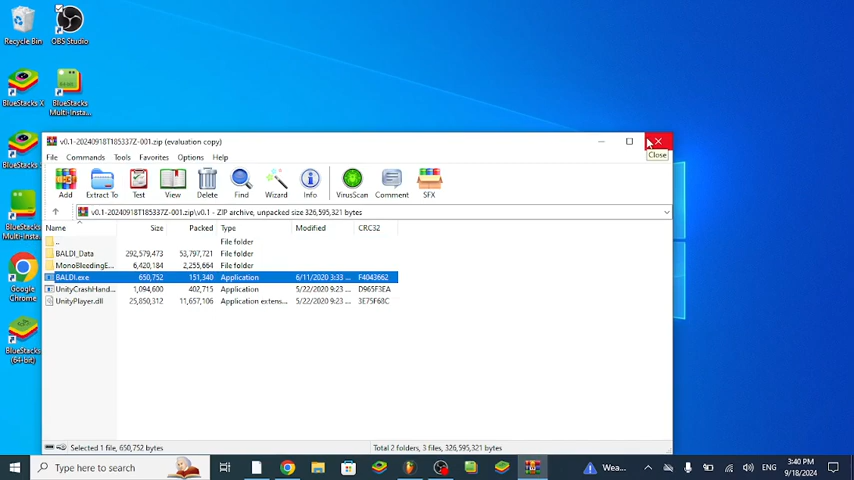 Recycle Bin
OBS Studio
BlueStacks X
BlueStacks
Multi-Insta...
BlueStacks
BlueStacks
Multi-Insta...
Google
Chrome
BlueStacks
(64-bit)
v0.1-20240918T185337Z-001.zip (evaluation copy)
Close
File Commands Tools Favorites Options Help
Add Extract To Test View Delete Find Wizard Info VirusScan Comment SFX
v0.1-20240918T185337Z-001.zip\v0.1 - ZIP archive, unpacked size 326,595,321 bytes
Name Size Packed Type Modified CRC32
.. File folder
BALDI_Data 292,579,473 53,797,721 File folder
MonoBleedingE... 6,420,184 2,255,664 File folder
BALDI.exe 650,752 151,340 Application 6/11/2020 3:33 ... F4043662
UnityCrashHand... 1,094,600 402,715 Application 5/22/2020 9:23 ... D965F3EA
UnityPlayer.dll 25,850,312 11,657,106 Application extens... 5/22/2020 9:23 ... 3E75F68C
Selected 1 file, 650,752 bytes
Total 2 folders, 3 files, 326,595,321 bytes
Type here to search
Wea...
ENG
3:40 PM
9/18/2024